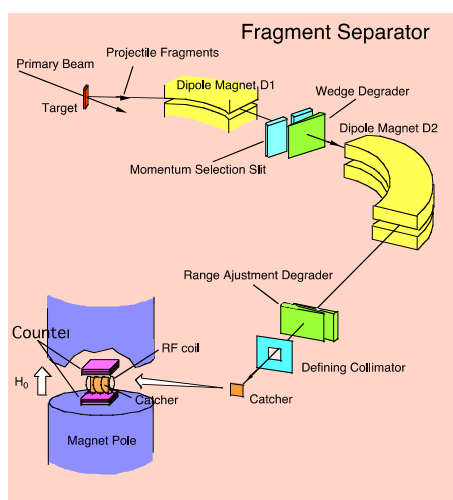 Fragment Separator
Primary Beam
Projectile Fragments
Target
Dipole Magnet D1
Wedge Degrader
Dipole Magnet D2
Momentum Selection Slit
Range Ajustment Degrader
Counter
RF coil
H0
Catcher
Magnet Pole
Defining Collimator
Catcher